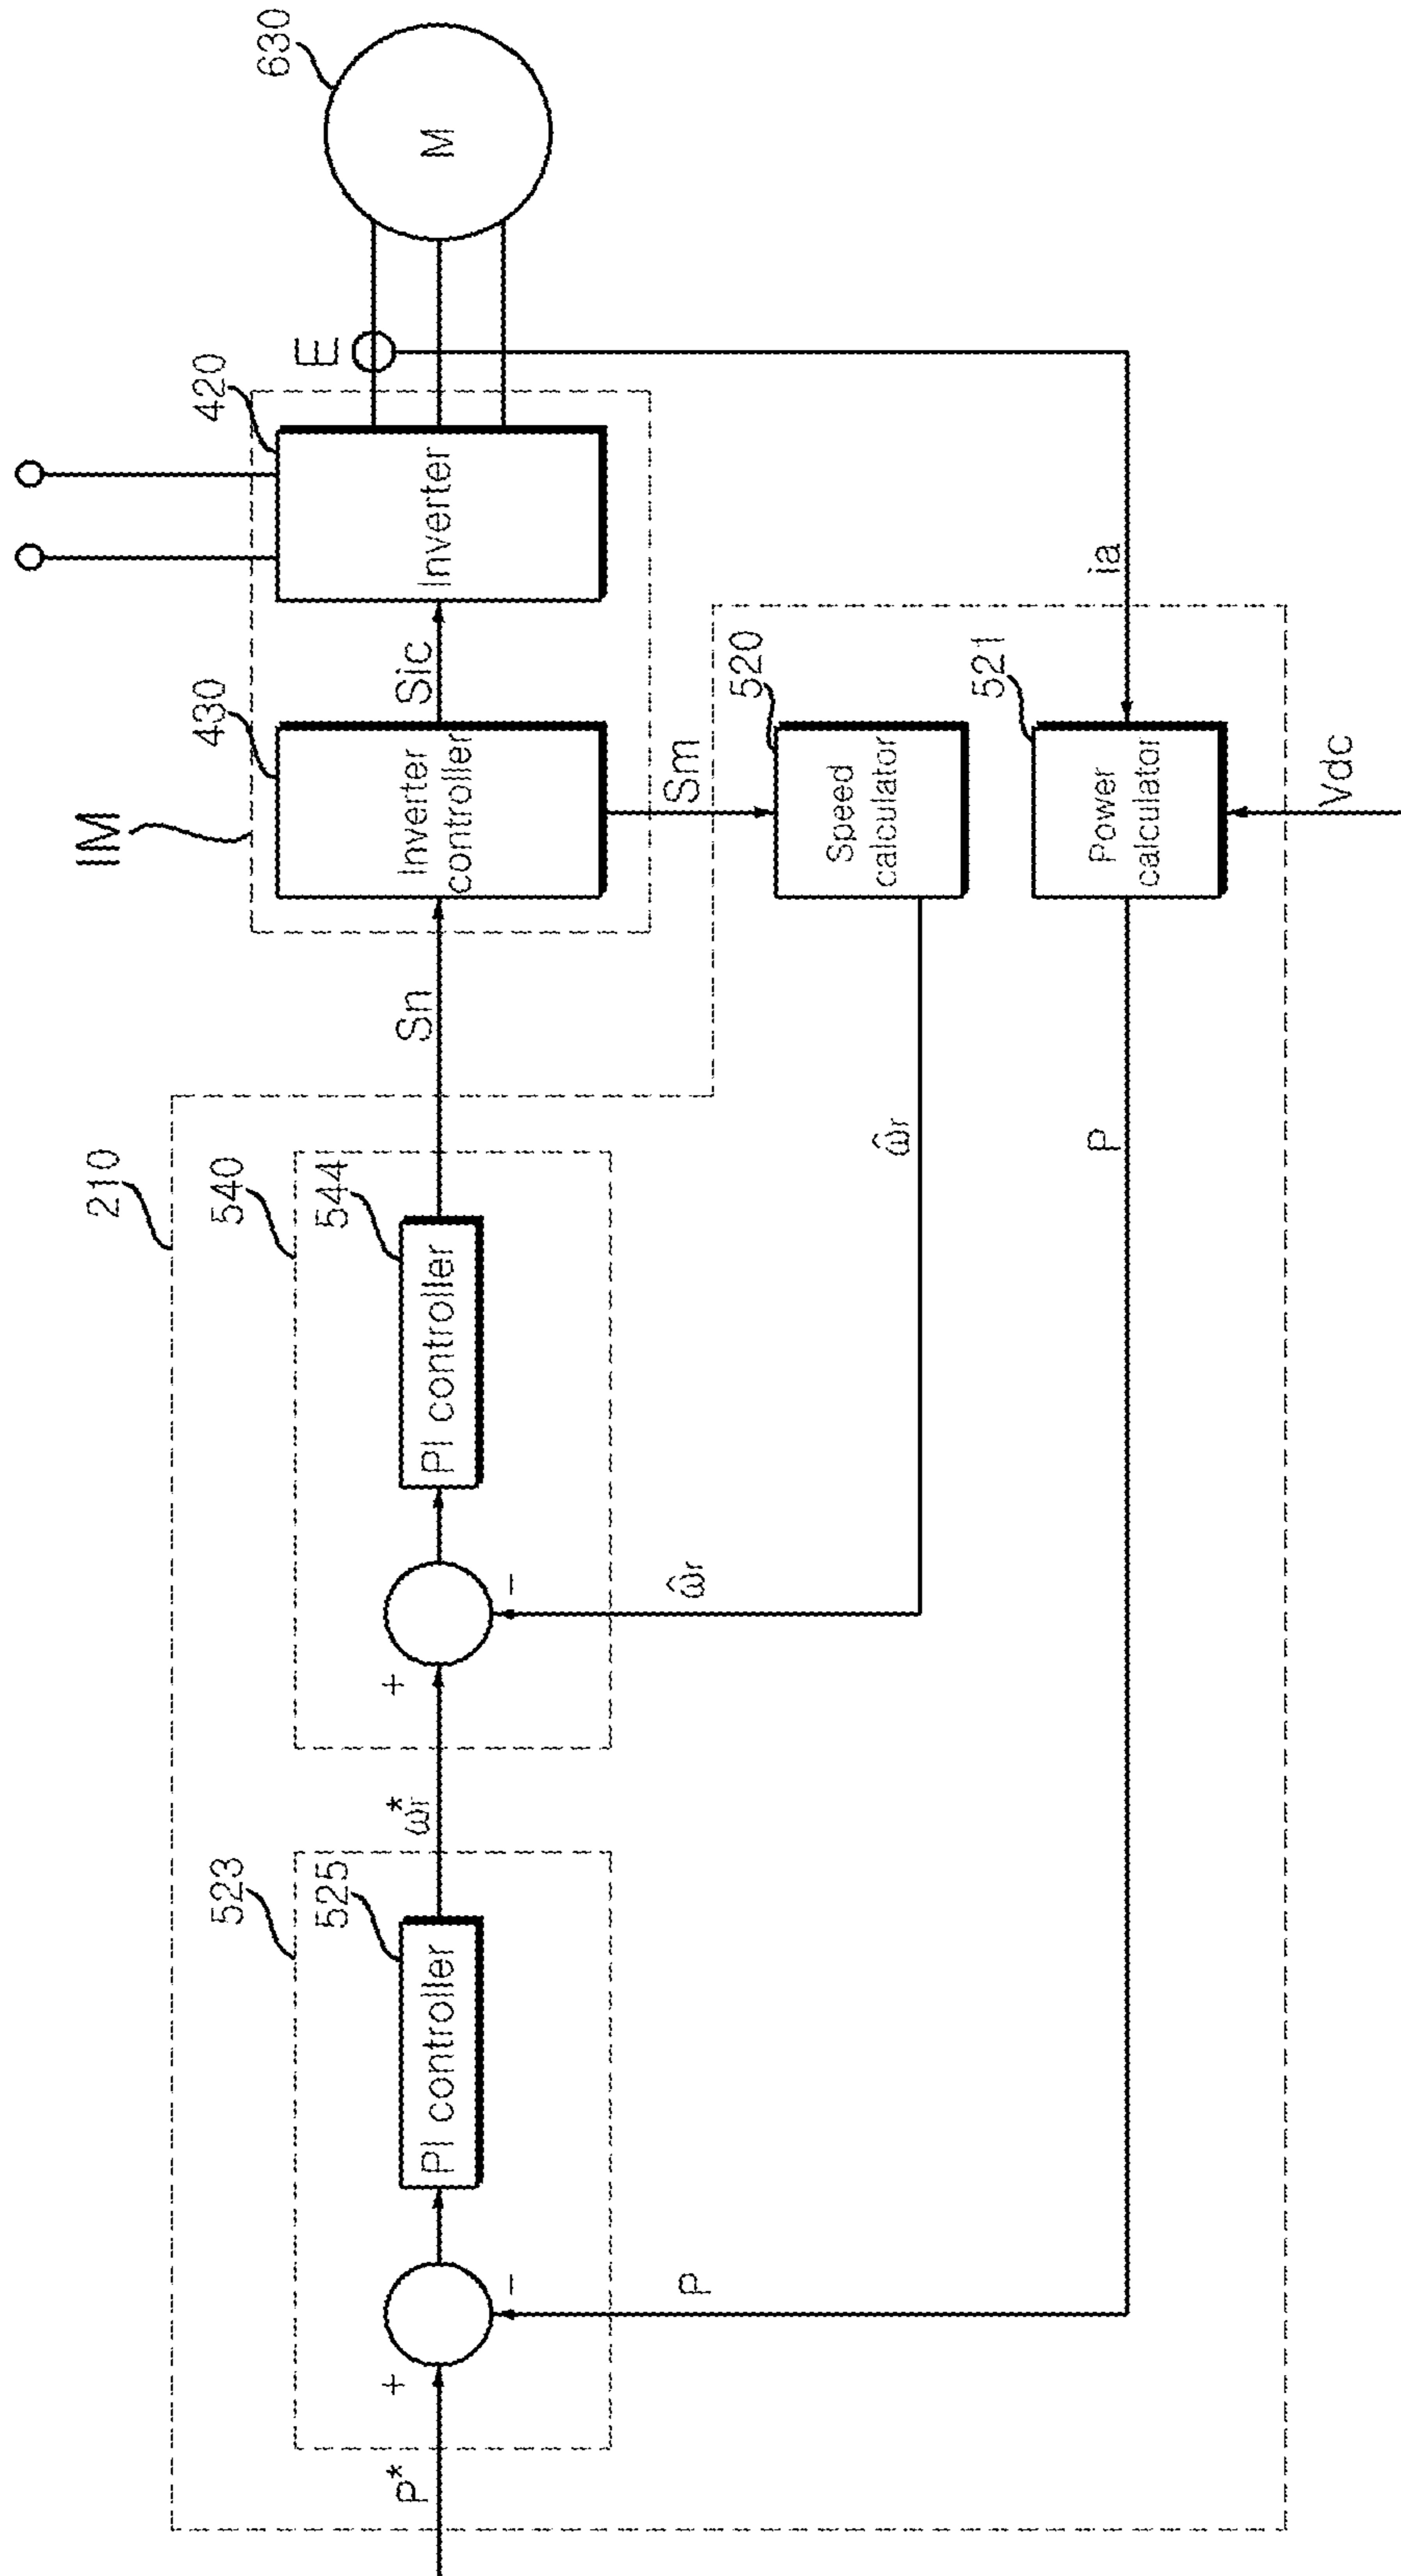 IM
430
420
630
E
Inverter
controller
Sic
Inverter
M
210
540
544
Sn
523
525
P*
+
−
PI controller
ωr*
+
−
PI controller
Sm
520
Speed
calculator
ω̂r
ω̂r
521
Power
calculator
ia
P
P
Vdc